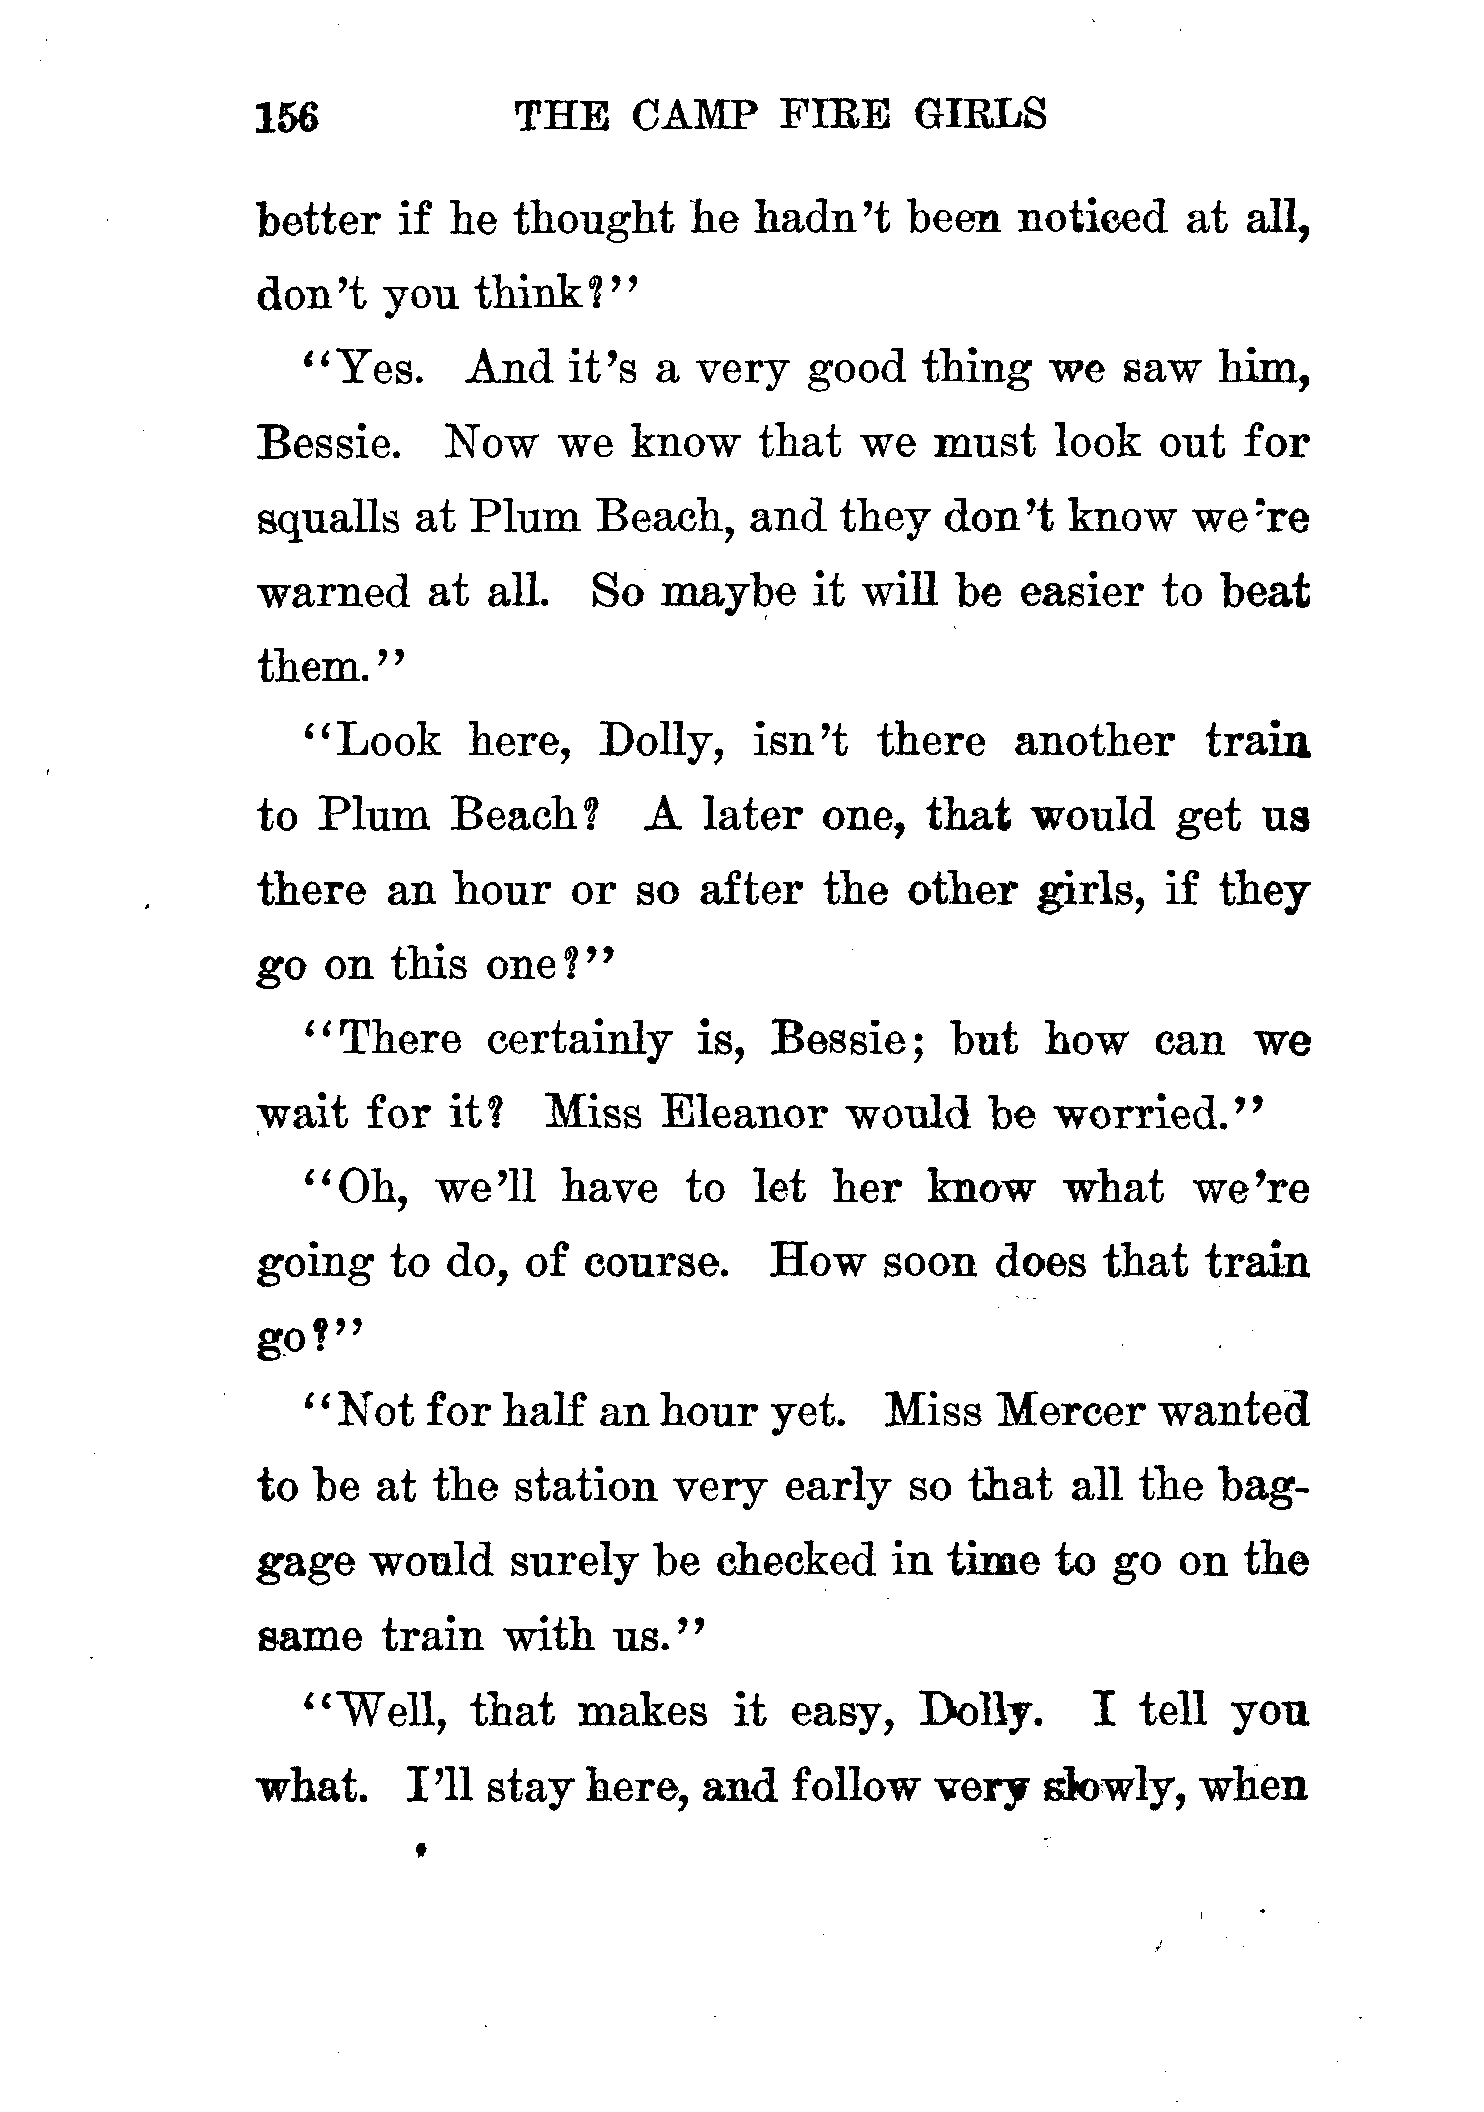 156 THE CAMP FIRE GIRLS
better if he thought he hadn't been noticed at all,
don't you think?"
"Yes. And it's a very good thing we saw him,
Bessie. Now we know that we must look out for
squalls at Plum Beach, and they don't know we're
warned at all. So maybe it will be easier to beat
them."
"Look here, Dolly, isn't there another train
to Plum Beach? A later one, that would get us
there an hour or so after the other girls, if they
go on this one?"
"There certainly is, Bessie; but how can we
wait for it? Miss Eleanor would be worried."
"Oh, we'll have to let her know what we're
going to do, of course. How soon does that train
go?"
"Not for half an hour yet. Miss Mercer wanted
to be at the station very early so that all the bag-
gage would surely be checked in time to go on the
same train with us."
"Well, that makes it easy, Dolly. I tell you
what. I'll stay here, and follow very slowly, when